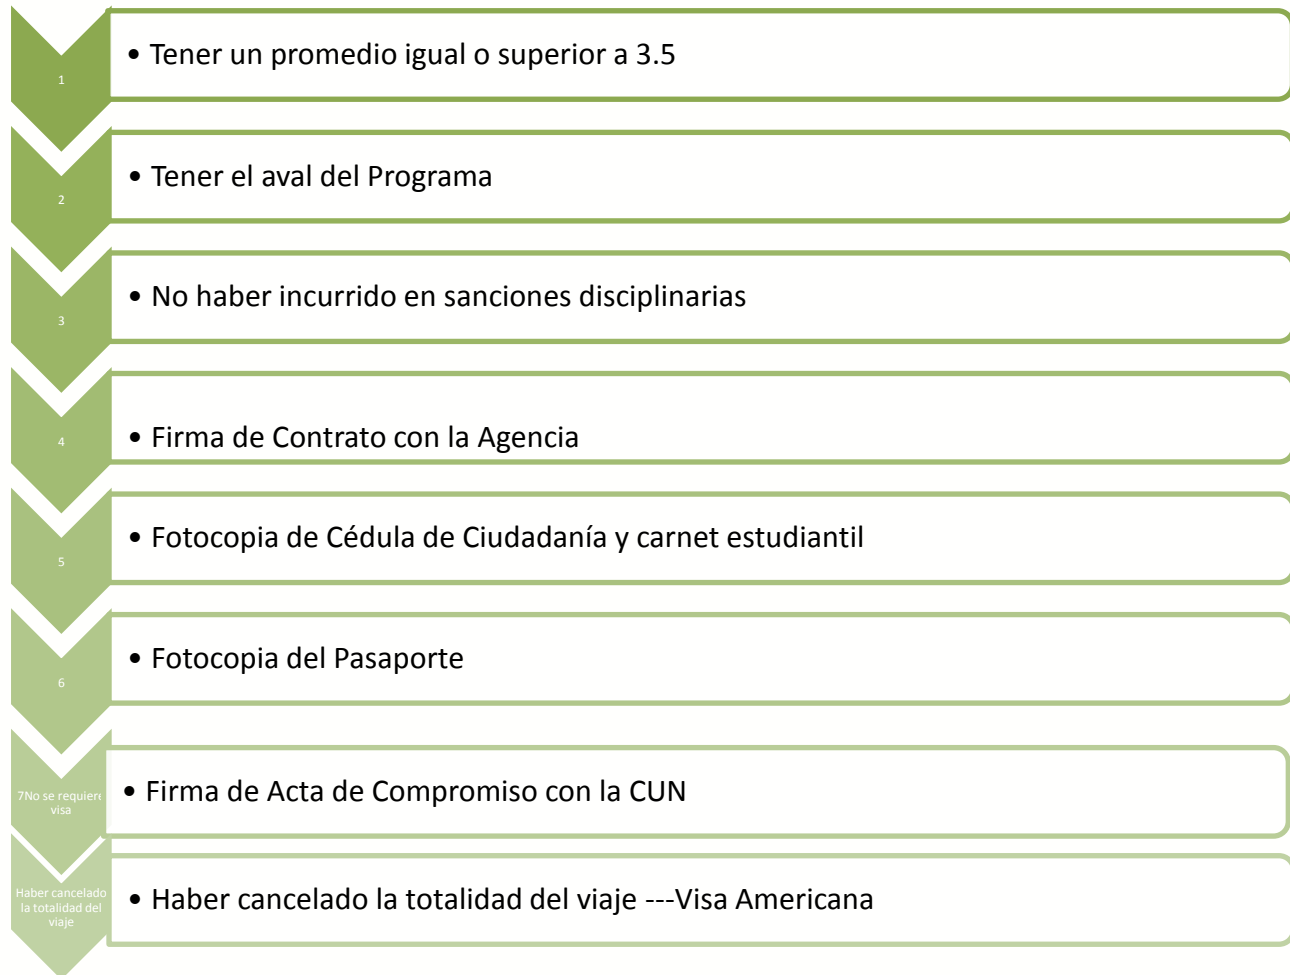 1
• Tener un promedio igual o superior a 3.5
2
• Tener el aval del Programa
3
• No haber incurrido en sanciones disciplinarias
4
• Firma de Contrato con la Agencia
5
• Fotocopia de Cédula de Ciudadanía y carnet estudiantil
6
• Fotocopia del Pasaporte
7No se requiere
visa
• Firma de Acta de Compromiso con la CUN
Haber cancelado
la totalidad del
viaje
• Haber cancelado la totalidad del viaje ---Visa Americana